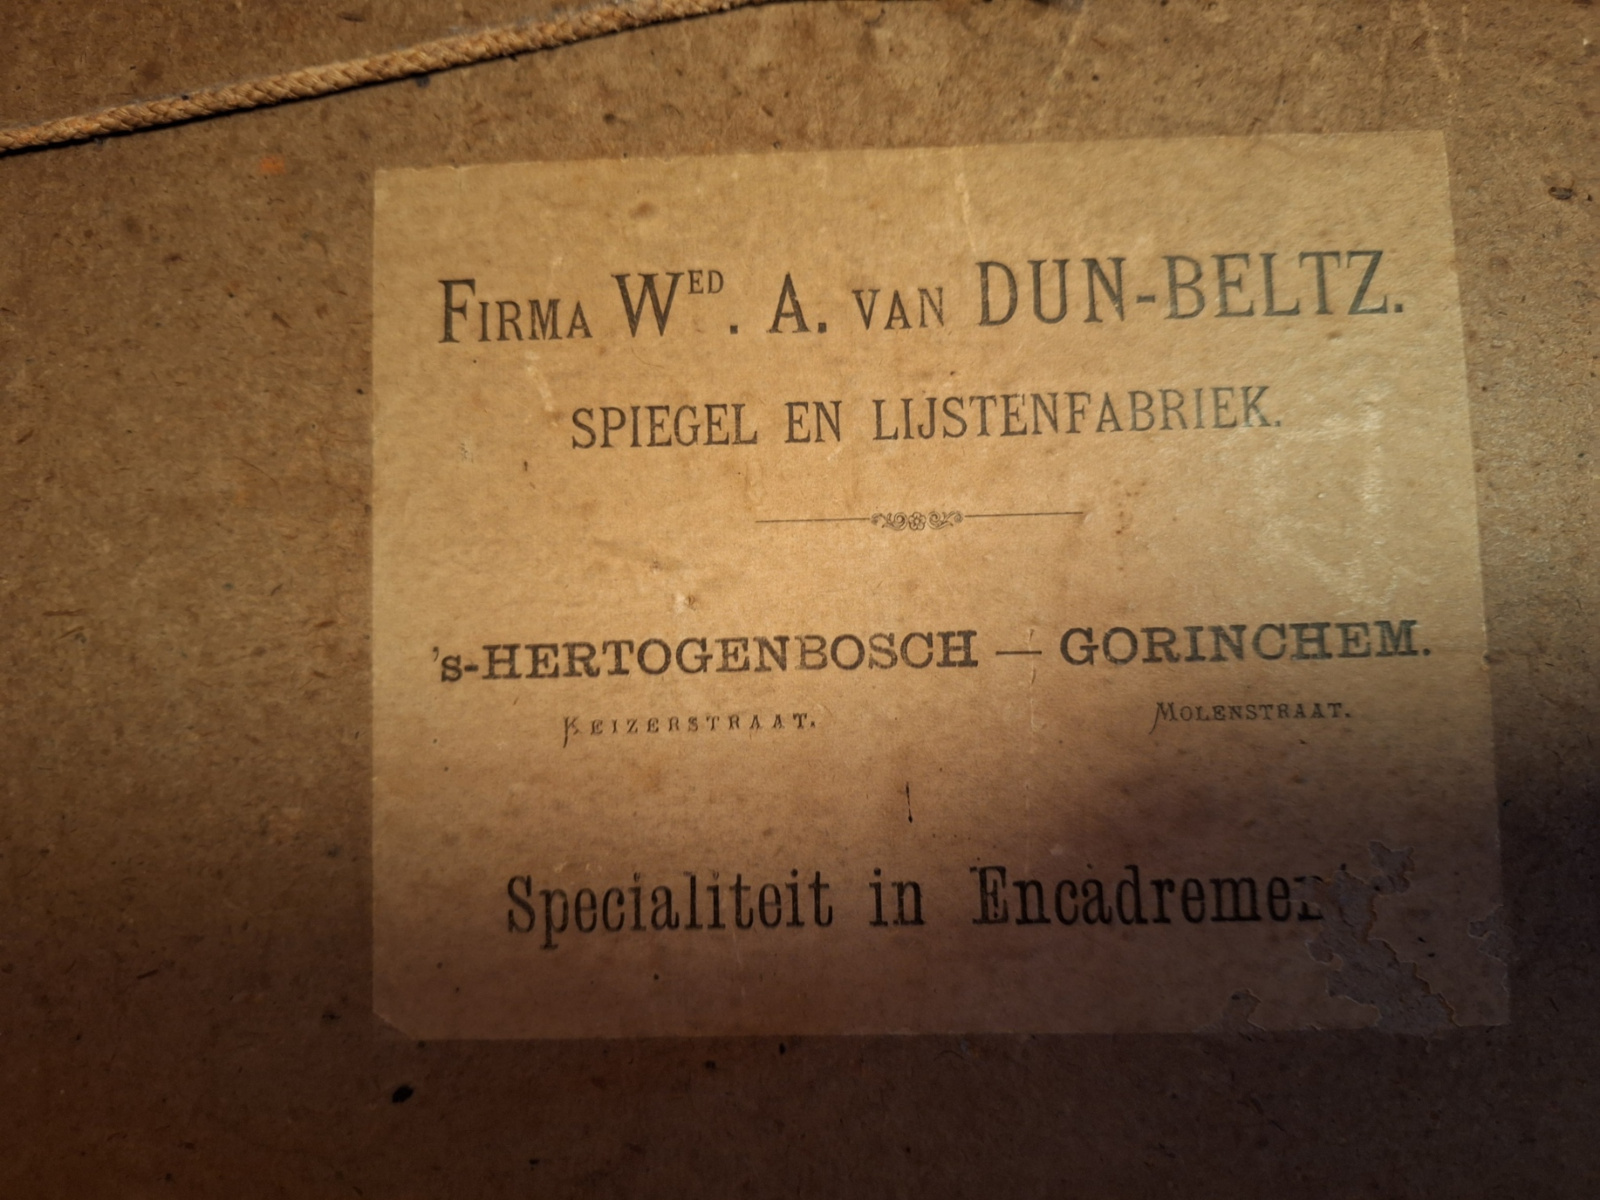 FIRMA WED. A. VAN DUN-BELTZ.
SPIEGEL EN LIJSTENFABRIEK.
's-HERTOGENBOSCH — GORINCHEM.
KEIZERSTRAAT. MOLENSTRAAT.
Specialiteit in